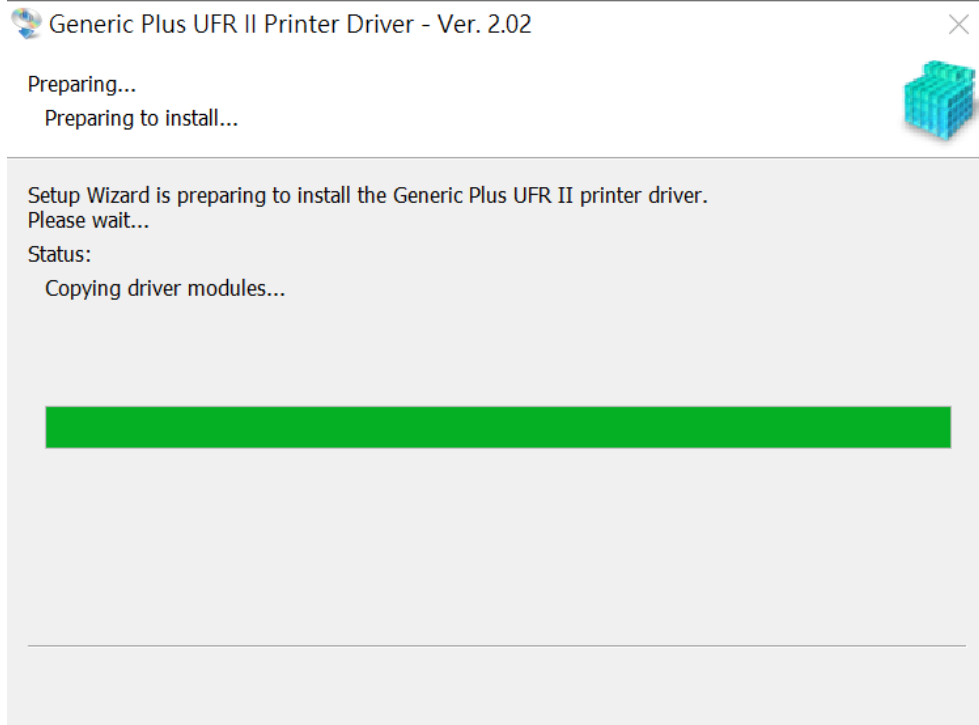 Generic Plus UFR II Printer Driver - Ver. 2.02
Preparing...
Preparing to install...
Setup Wizard is preparing to install the Generic Plus UFR II printer driver.
Please wait...
Status:
Copying driver modules...